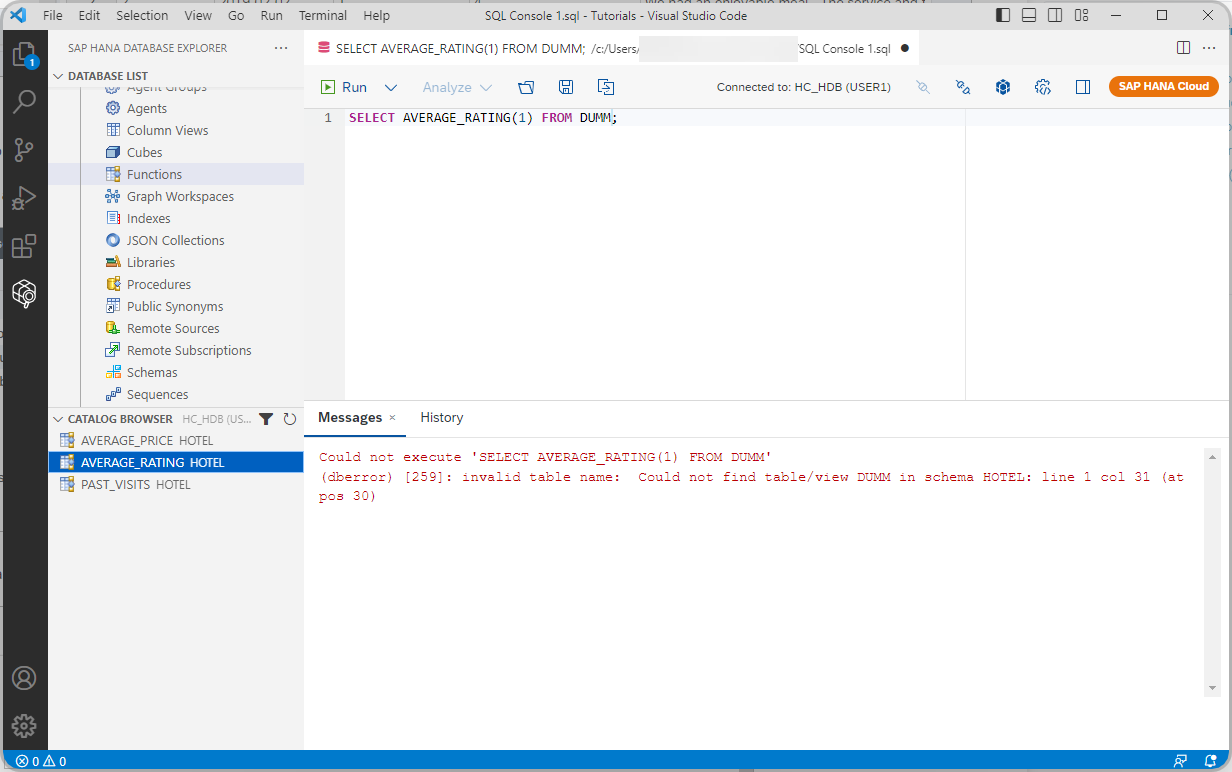 File Edit Selection View Go Run Terminal Help SQL Console 1.sql - Tutorials - Visual Studio Code
SAP HANA DATABASE EXPLORER
SELECT AVERAGE_RATING(1) FROM DUMM; /c:/Users/ SQL Console 1.sql
1
DATABASE LIST
Agent Groups
Agents
Column Views
Cubes
Functions
Graph Workspaces
Indexes
JSON Collections
Libraries
Procedures
Public Synonyms
Remote Sources
Remote Subscriptions
Schemas
Sequences
CATALOG BROWSER HC_HDB (US...
AVERAGE_PRICE HOTEL
AVERAGE_RATING HOTEL
PAST_VISITS HOTEL
Run Analyze Connected to: HC_HDB (USER1) SAP HANA Cloud
1 SELECT AVERAGE_RATING(1) FROM DUMM;
Messages × History
Could not execute 'SELECT AVERAGE_RATING(1) FROM DUMM'
(dberror) [259]: invalid table name:  Could not find table/view DUMM in schema HOTEL: line 1 col 31 (at
pos 30)
0 0